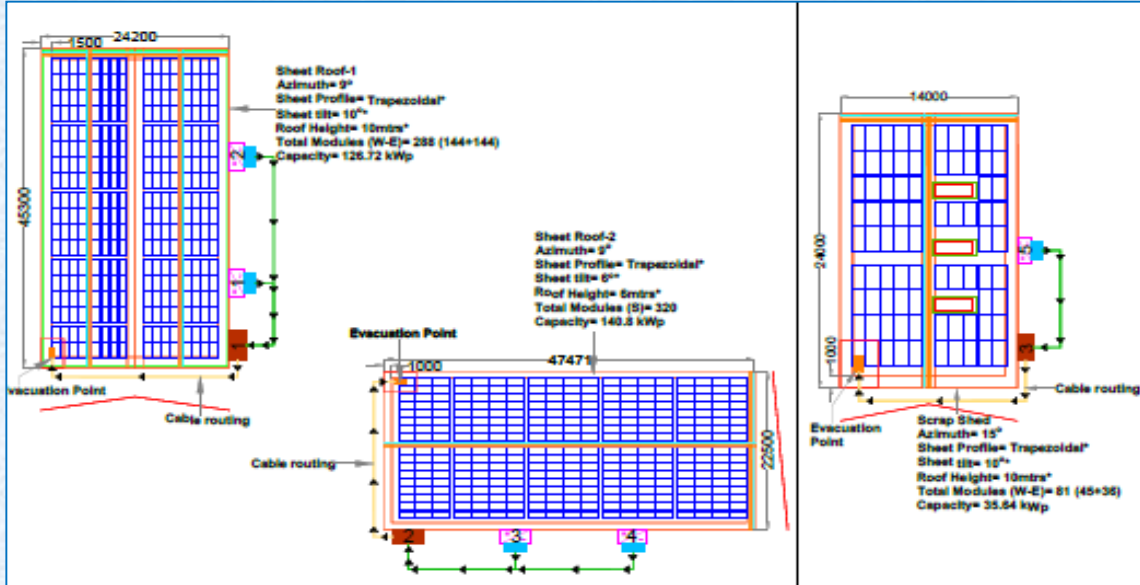 24200
1500
45300
Sheet Roof-1
Azimuth= 9°
Sheet Profile= Trapezoidal*
Sheet tilt= 10°*
Roof Height= 10mtrs*
Total Modules (W-E)= 288 (144+144)
Capacity= 126.72 kWp
2
1
1
Evacuation Point
Cable routing
Sheet Roof-2
Azimuth= 9°
Sheet Profile= Trapezoidal*
Sheet tilt= 6°*
Roof Height= 6mtrs*
Total Modules (S)= 320
Capacity= 140.8 kWp
Evacuation Point
47471
1000
22500
Cable routing
2
3
4
14000
24000
1000
5
3
Cable routing
Evacuation
Point
Scrap Shed
Azimuth= 15°
Sheet Profile= Trapezoidal*
Sheet tilt= 10°*
Roof Height= 10mtrs*
Total Modules (W-E)= 81 (45+36)
Capacity= 35.64 kWp